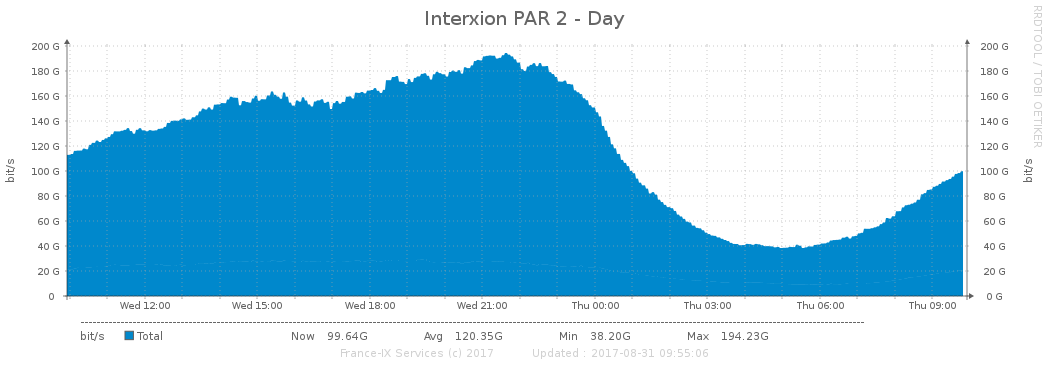 Interxion PAR 2 - Day
RRDTOOL / TOBI OETIKER
bit/s
bit/s
200 G 200 G
180 G 180 G
160 G 160 G
140 G 140 G
120 G 120 G
100 G 100 G
80 G 80 G
60 G 60 G
40 G 40 G
20 G 20 G
0 0 G
Wed 12:00 Wed 15:00 Wed 18:00 Wed 21:00 Thu 00:00 Thu 03:00 Thu 06:00 Thu 09:00
bit/s Total Now 99.64G Avg 120.35G Min 38.20G Max 194.23G
France-IX Services (c) 2017 Updated : 2017-08-31 09:55:06